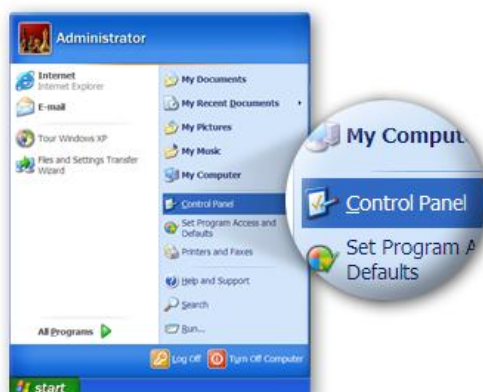 Administrator
Internet
Internet Explorer
E-mail
Tour Windows XP
Files and Settings Transfer
Wizard
All Programs
My Documents
My Recent Documents
My Pictures
My Music
My Computer
Control Panel
Set Program Access and
Defaults
Printers and Faxes
Help and Support
Search
Run...
Log Off
Turn Off Computer
start
My Comput
Control Panel
Set Program A
Defaults